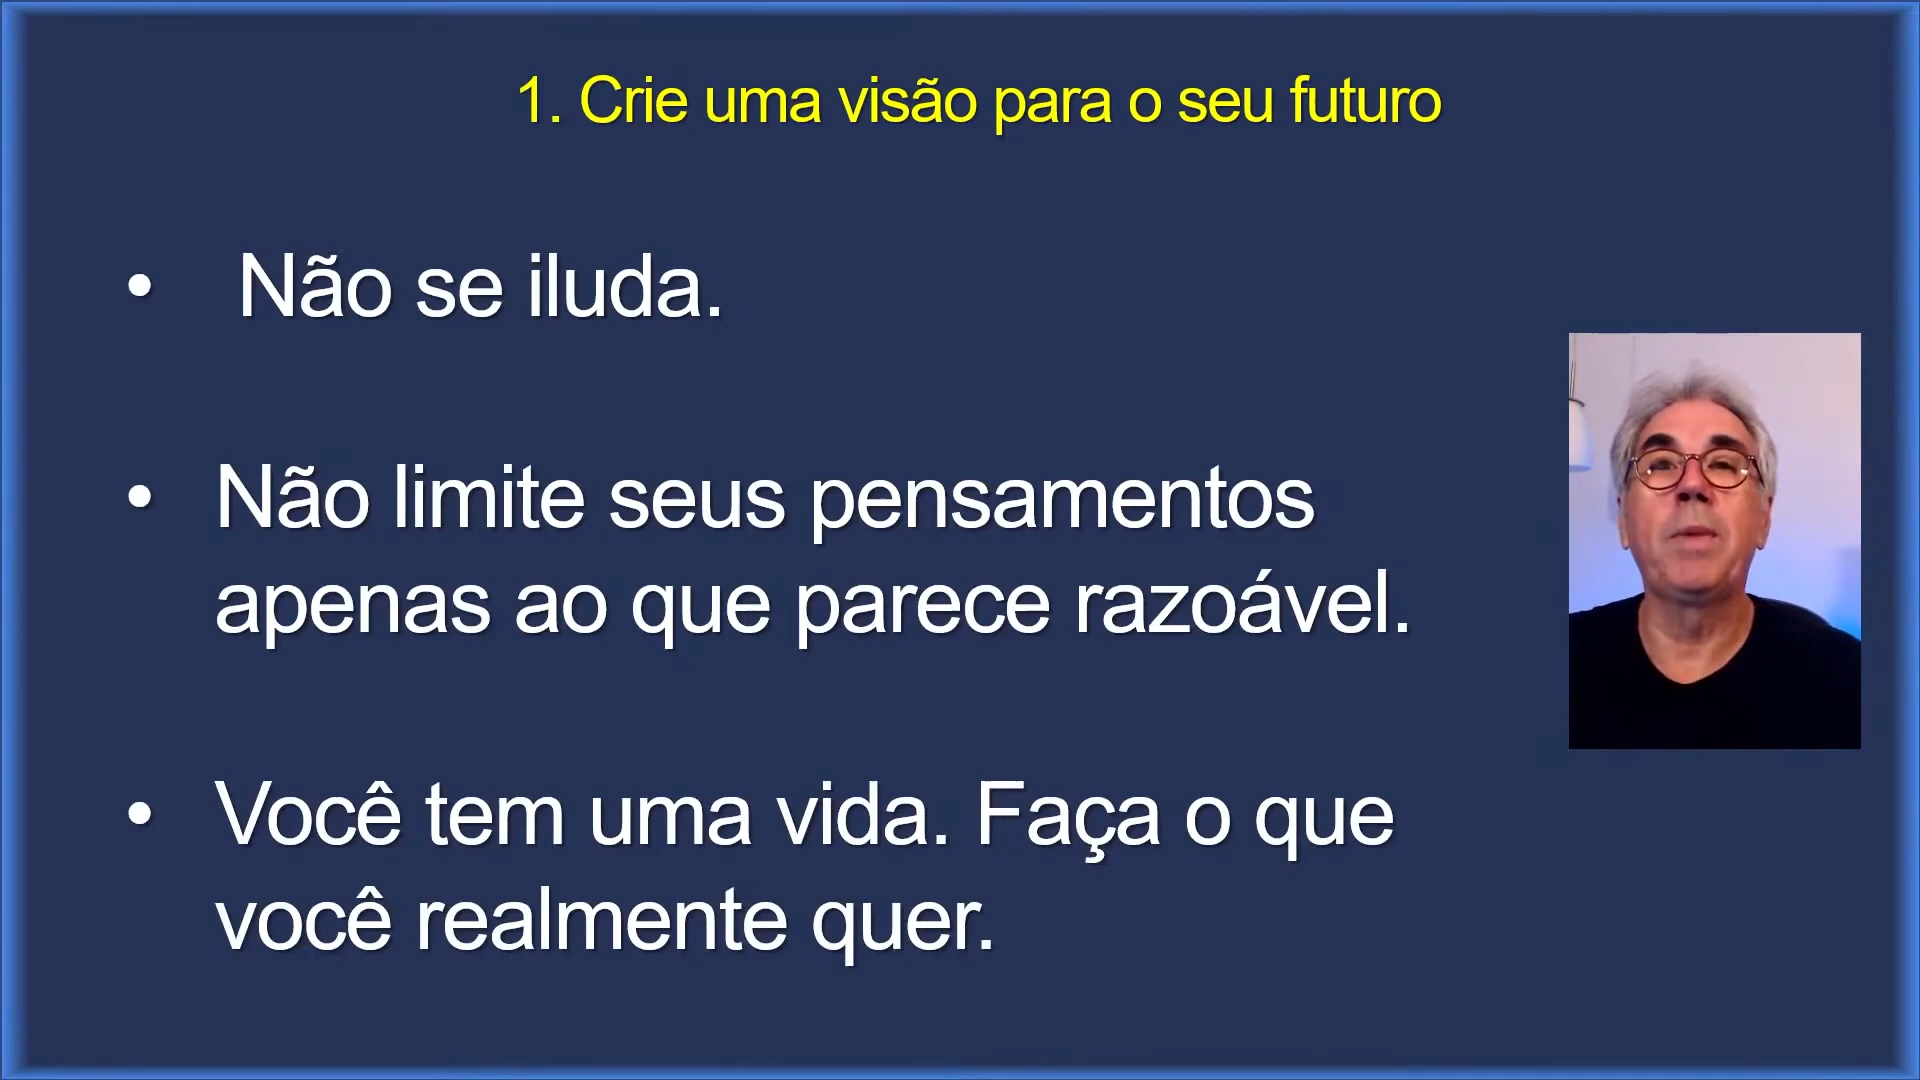 1. Crie uma visão para o seu futuro
• Não se iluda.
• Não limite seus pensamentos
apenas ao que parece razoável.
• Você tem uma vida. Faça o que
você realmente quer.